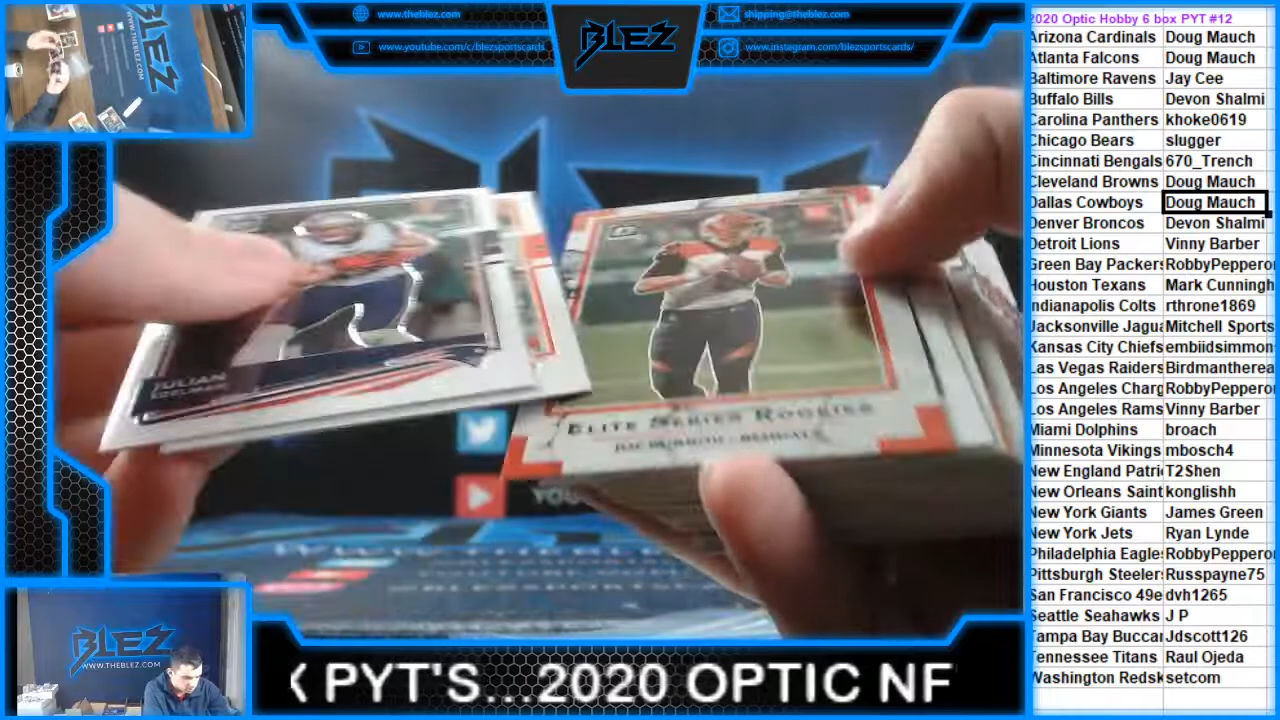 www.theblez.com
www.youtube.com/c/blezsportscards/
BLEZ
shipping@theblez.com
www.instagram.com/blezsportscards/
2020 Optic Hobby 6 box PYT #12
Arizona Cardinals Doug Mauch
Atlanta Falcons Doug Mauch
Baltimore Ravens Jay Cee
Buffalo Bills Devon Shalmi
Carolina Panthers khoke0619
Chicago Bears slugger
Cincinnati Bengals 670_Trench
Cleveland Browns Doug Mauch
Dallas Cowboys Doug Mauch
Denver Broncos Devon Shalmi
Detroit Lions Vinny Barber
Green Bay Packers RobbyPeppero
Houston Texans Mark Cunningh
Indianapolis Colts rthrone1869
Jacksonville Jagua Mitchell Sports
Kansas City Chiefs embiidsimmon
Las Vegas Raiders Birdmantherea
Los Angeles Charg RobbyPeppero
Los Angeles Rams Vinny Barber
Miami Dolphins broach
Minnesota Vikings mbosch4
New England Patri T2Shen
New Orleans Saint konglishh
New York Giants James Green
New York Jets Ryan Lynde
Philadelphia Eagle RobbyPeppero
Pittsburgh Steelers Russpayne75
San Francisco 49e dvh1265
Seattle Seahawks J P
Tampa Bay Buccar Jdscott126
Tennessee Titans Raul Ojeda
Washington Redsk setcom
JULIAN
ELITE SERIES ROOKIES
YOU
BLEZ
WWW.THEBLEZ.COM
X PYT'S...2020 OPTIC NF